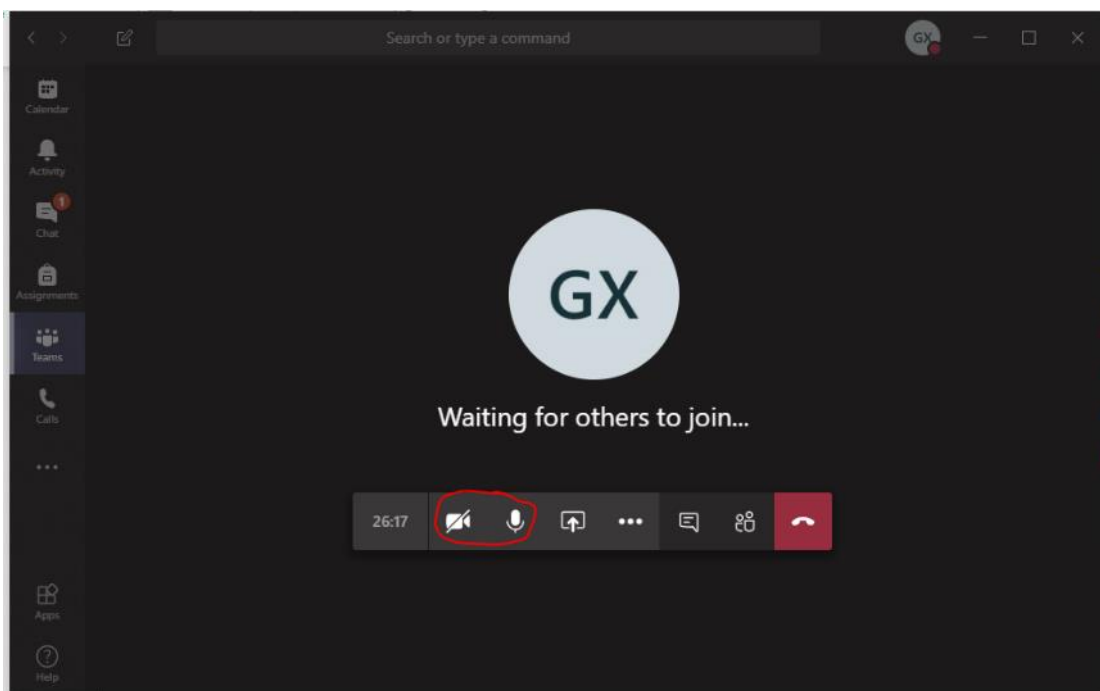 Search or type a command
GX
Calendar
Activity
1
Chat
Assignments
Teams
Calls
GX
Waiting for others to join...
26:17
Apps
Help